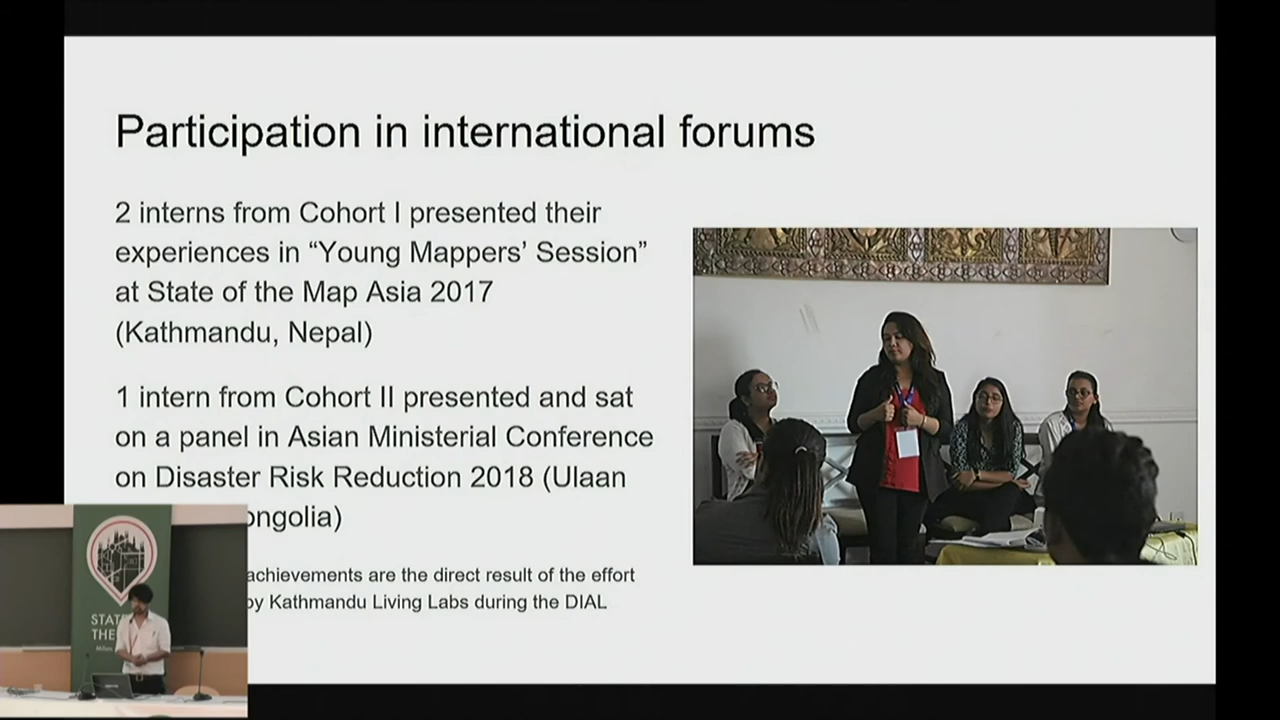 Participation in international forums
2 interns from Cohort I presented their
experiences in “Young Mappers’ Session”
at State of the Map Asia 2017
(Kathmandu, Nepal)
1 intern from Cohort II presented and sat
on a panel in Asian Ministerial Conference
on Disaster Risk Reduction 2018 (Ulaan
ongolia)
achievements are the direct result of the effort
by Kathmandu Living Labs during the DIAL
STAT
THE
Milan